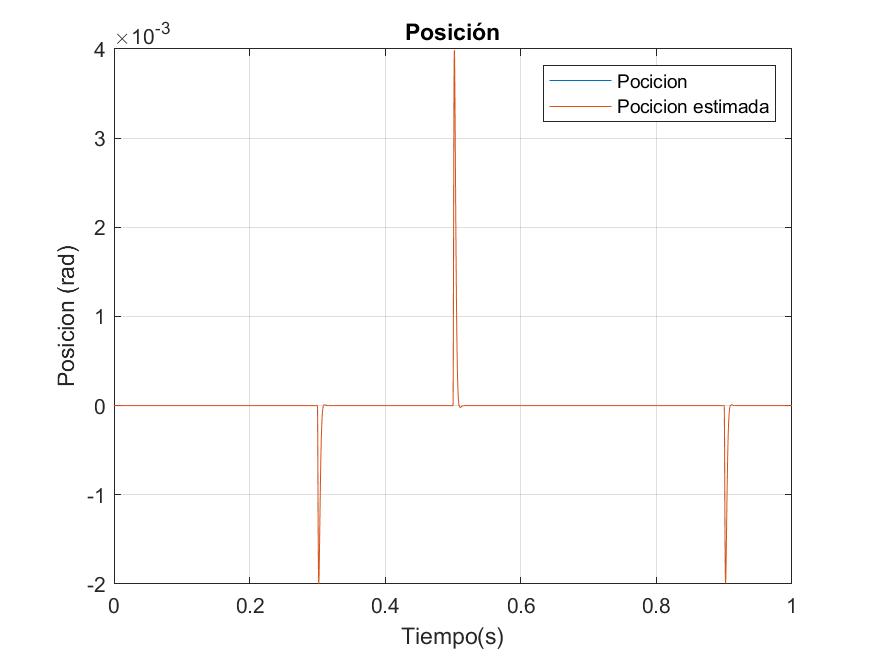 Posición
×10-3
4
3
2
1
0
-1
-2
Posicion (rad)
Pocicion
Pocicion estimada
0 0.2 0.4 0.6 0.8 1
Tiempo(s)